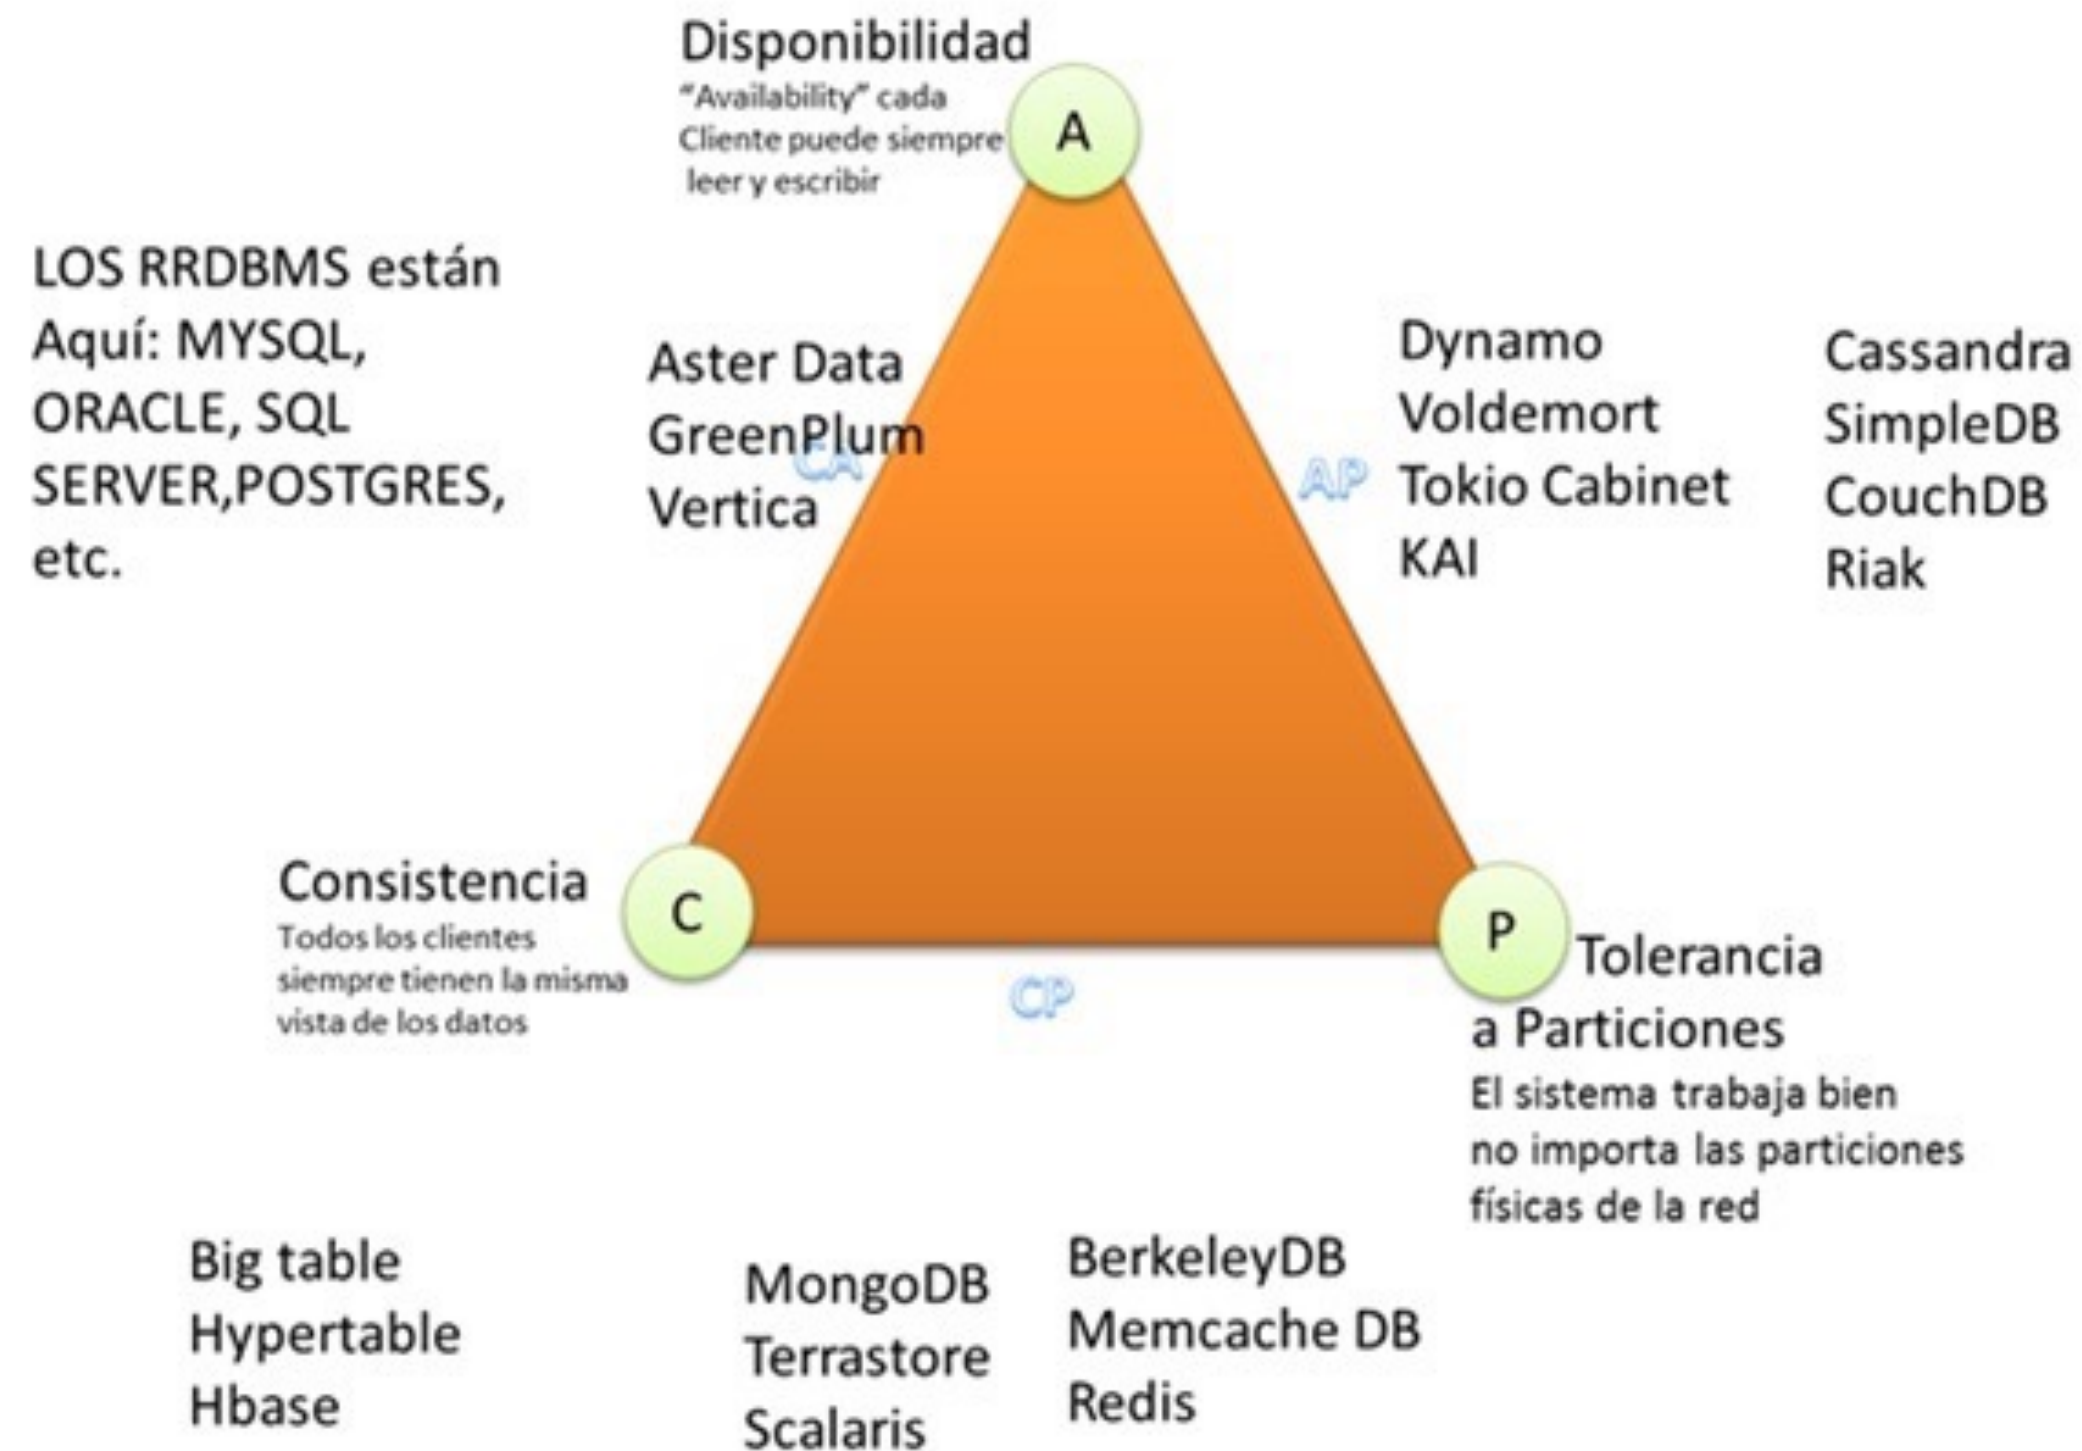 Disponibilidad
“Availability” cada
Cliente puede siempre
leer y escribir
A
LOS RRDBMS están
Aquí: MYSQL,
ORACLE, SQL
SERVER,POSTGRES,
etc.
Aster Data
GreenPlum
Vertica
CA
AP
Dynamo
Voldemort
Tokio Cabinet
KAI
Cassandra
SimpleDB
CouchDB
Riak
Consistencia
Todos los clientes
siempre tienen la misma
vista de los datos
C
CP
P
Tolerancia
a Particiones
El sistema trabaja bien
no importa las particiones
físicas de la red
Big table
Hypertable
Hbase
MongoDB
Terrastore
Scalaris
BerkeleyDB
Memcache DB
Redis